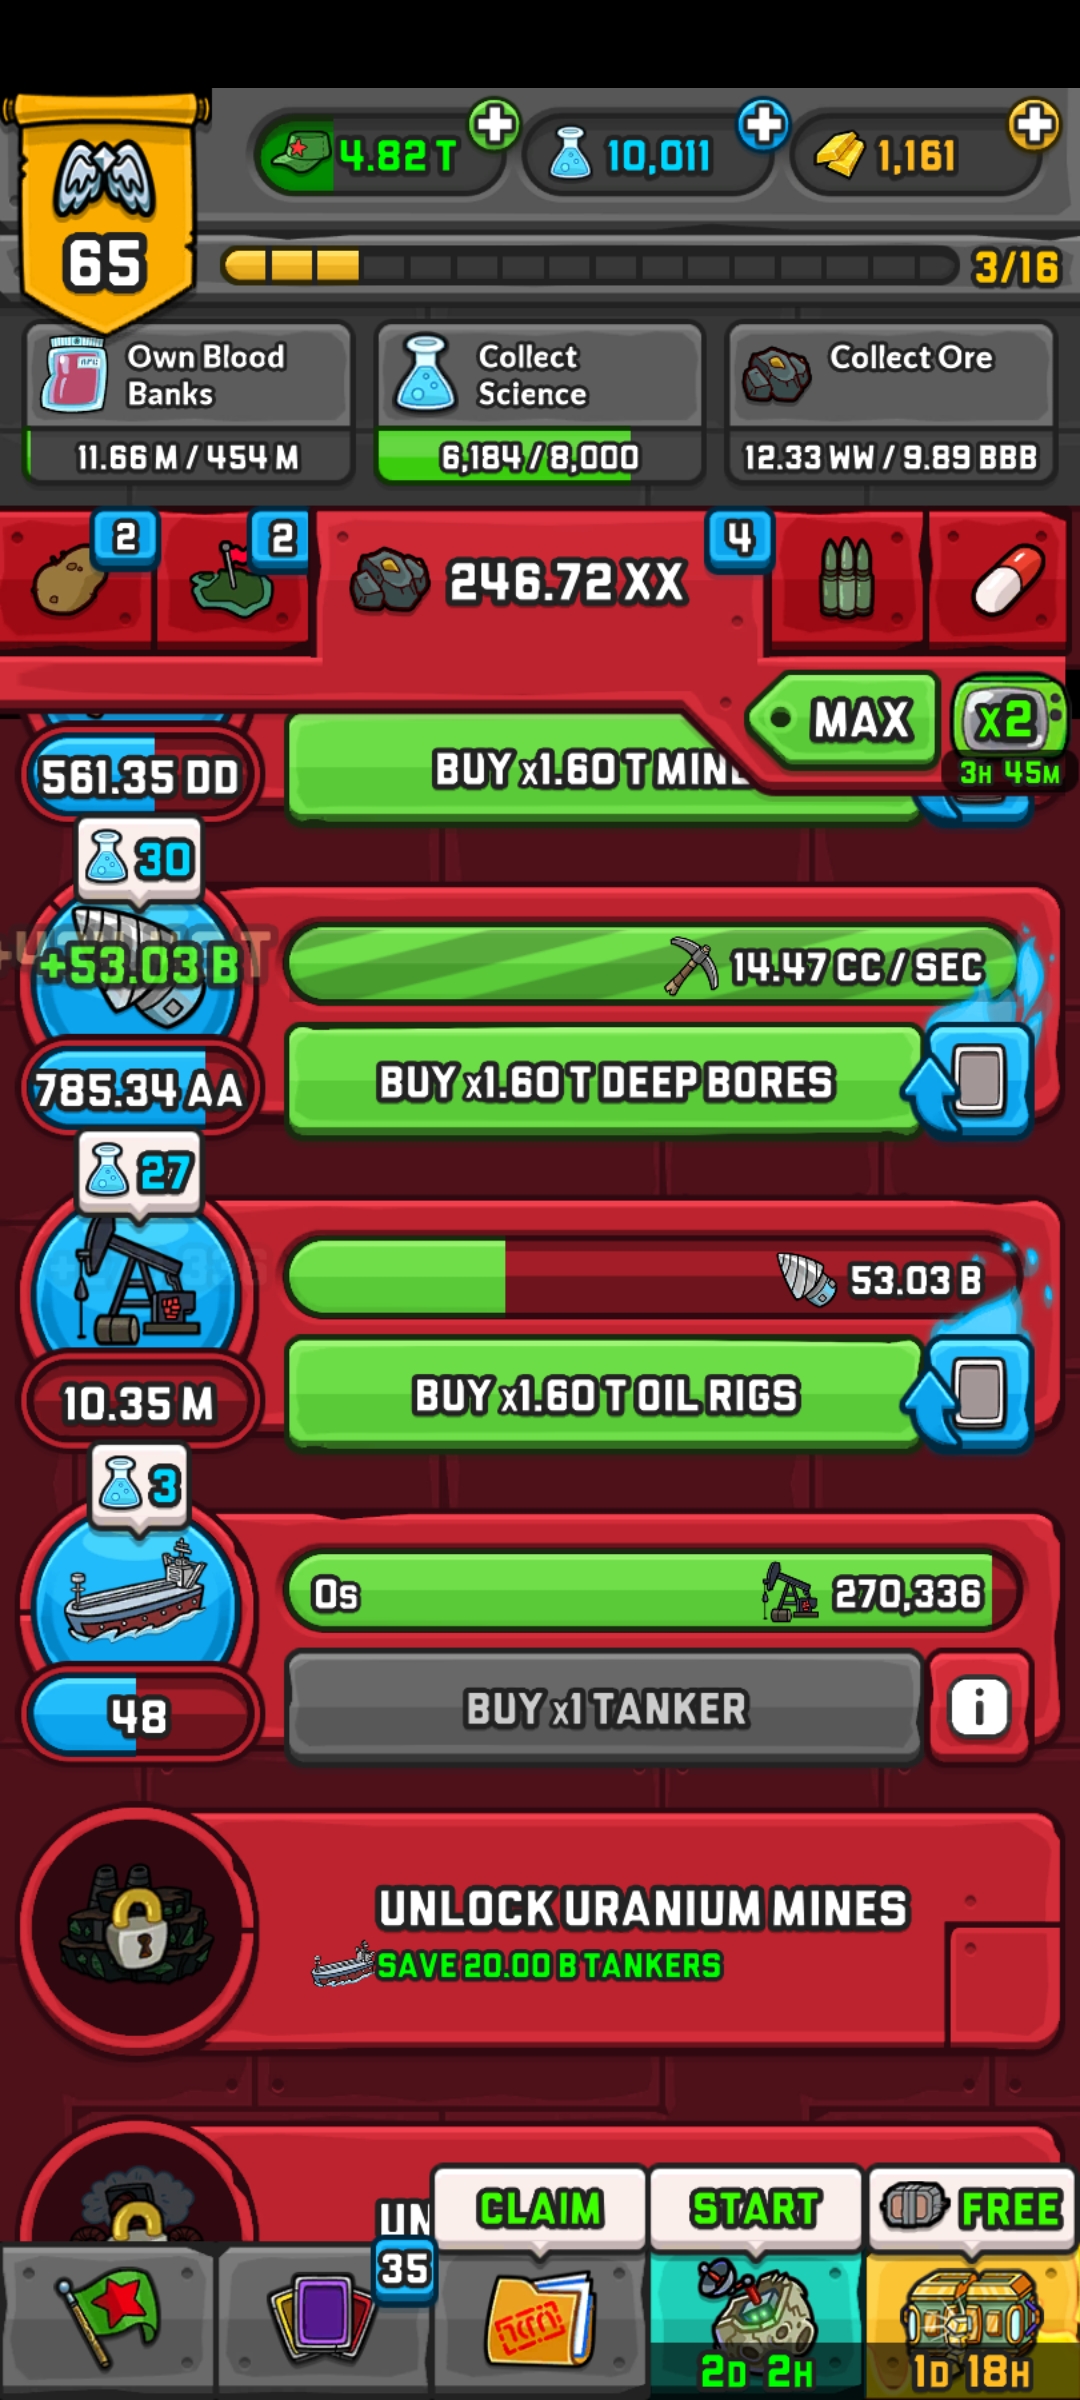 4.82 T
10,011
1,161
65
3/16
Own Blood
Banks
11.66 M / 454 M
Collect
Science
6,184 / 8,000
Collect Ore
12.33 WW / 9.89 BBB
2
2
246.72 XX
4
MAX
x2
3H 45M
561.35 DD
BUY x1.60 T MINE
30
+53.03 B
14.47 CC / SEC
785.34 AA
BUY x1.60 T DEEP BORES
27
53.03 B
10.35 M
BUY x1.60 T OIL RIGS
3
0s
270,336
48
BUY x1 TANKER
i
UNLOCK URANIUM MINES
SAVE 20.00 B TANKERS
UN
CLAIM
START
FREE
35
2D 2H
1D 18H